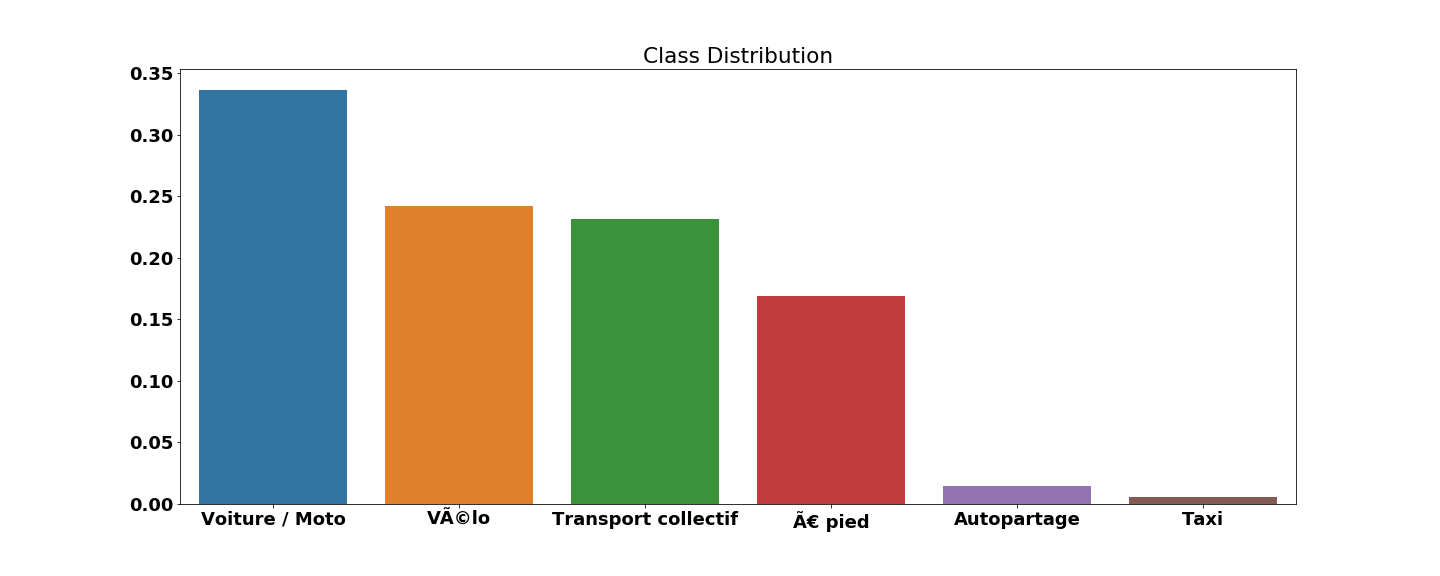 Class Distribution
0.35
0.30
0.25
0.20
0.15
0.10
0.05
0.00
Voiture / Moto
VÃ©lo
Transport collectif
Ã€ pied
Autopartage
Taxi